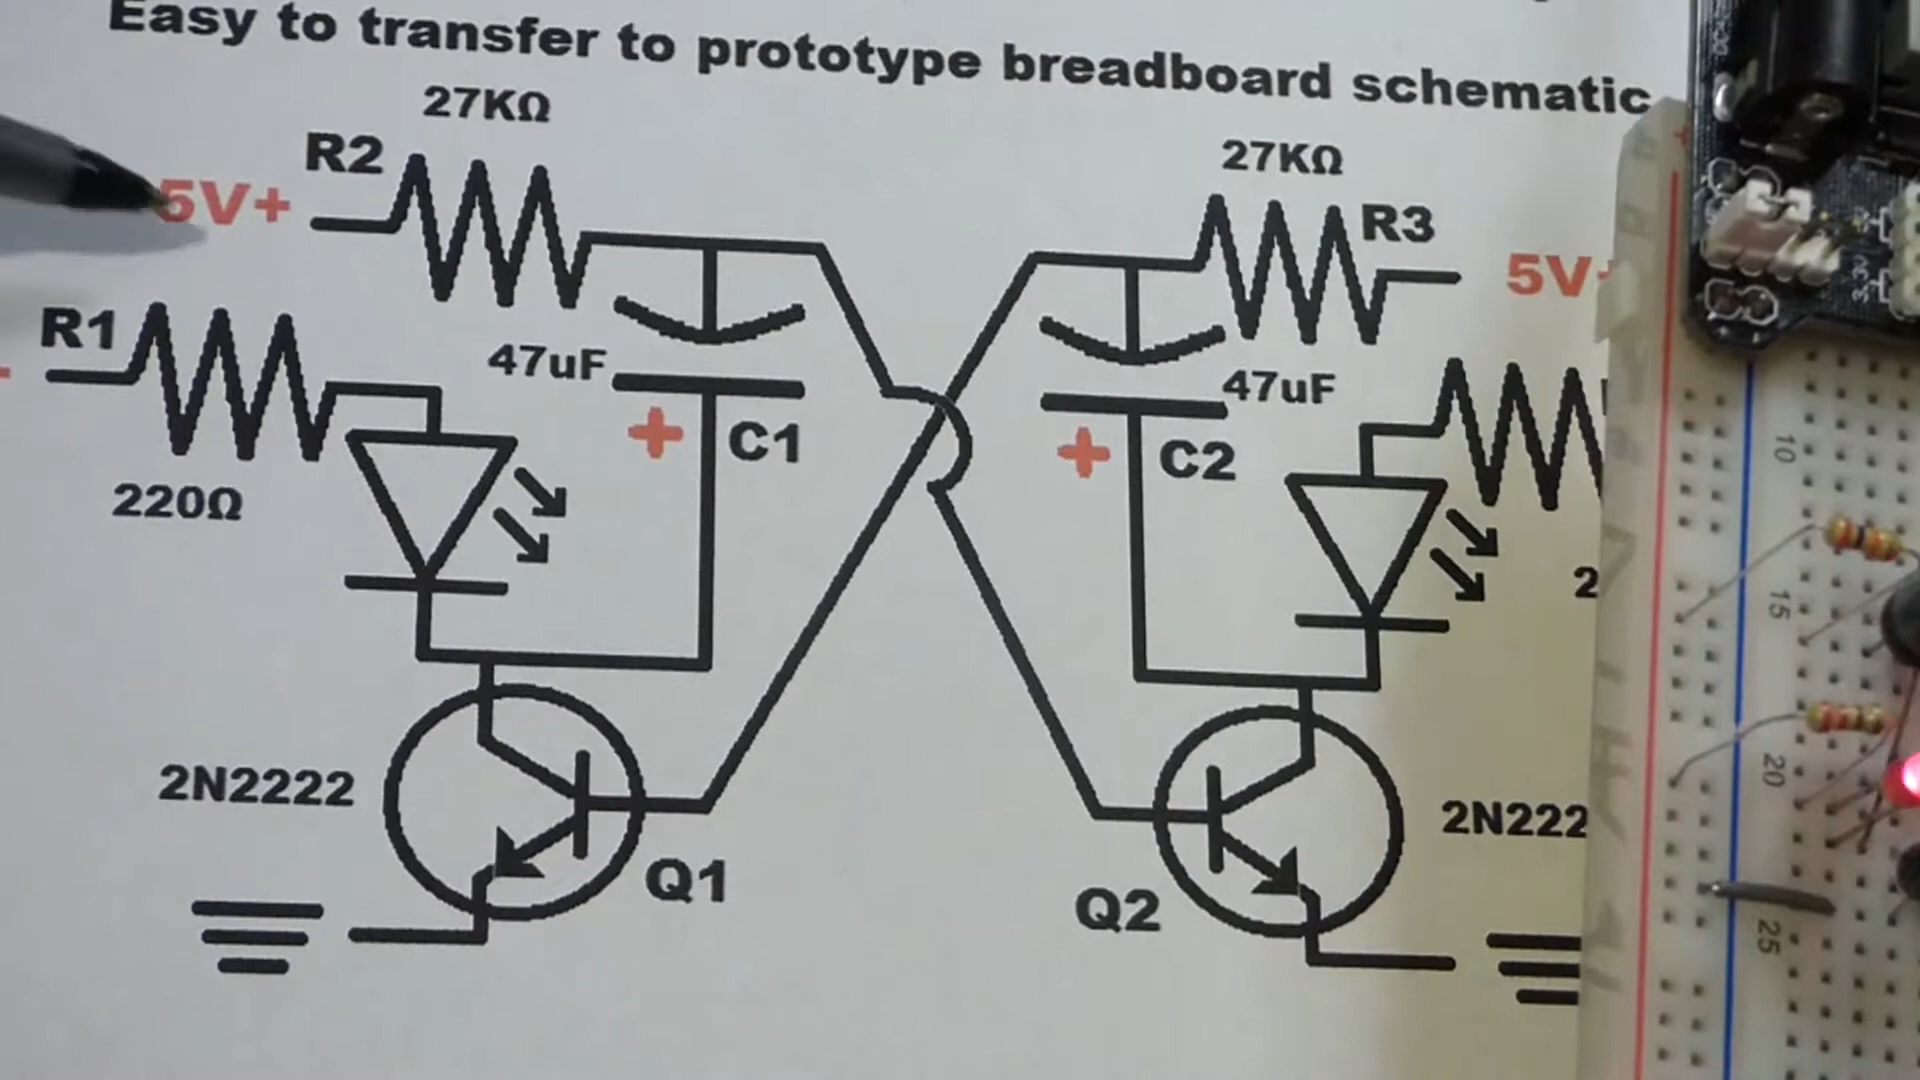 Easy to transfer to prototype breadboard schematic
27KΩ
R2
5V+
27KΩ
R3
5V+
R1
47uF
+
C1
220Ω
47uF
+
C2
2
2N2222
Q1
2N222
Q2
10
15
20
25